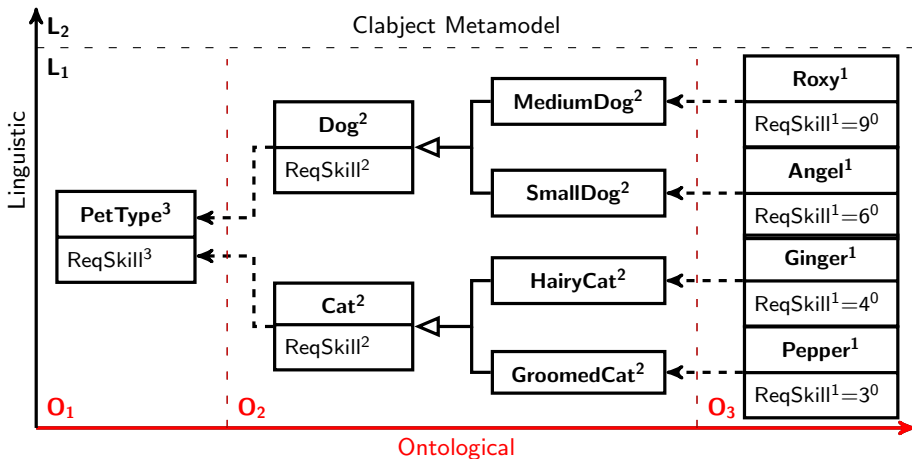 L₂
Clabject Metamodel
L₁
Linguistic
PetType³
ReqSkill³
Dog²
ReqSkill²
Cat²
ReqSkill²
MediumDog²
SmallDog²
HairyCat²
GroomedCat²
Roxy¹
ReqSkill¹=9⁰
Angel¹
ReqSkill¹=6⁰
Ginger¹
ReqSkill¹=4⁰
Pepper¹
ReqSkill¹=3⁰
O₁
O₂
O₃
Ontological